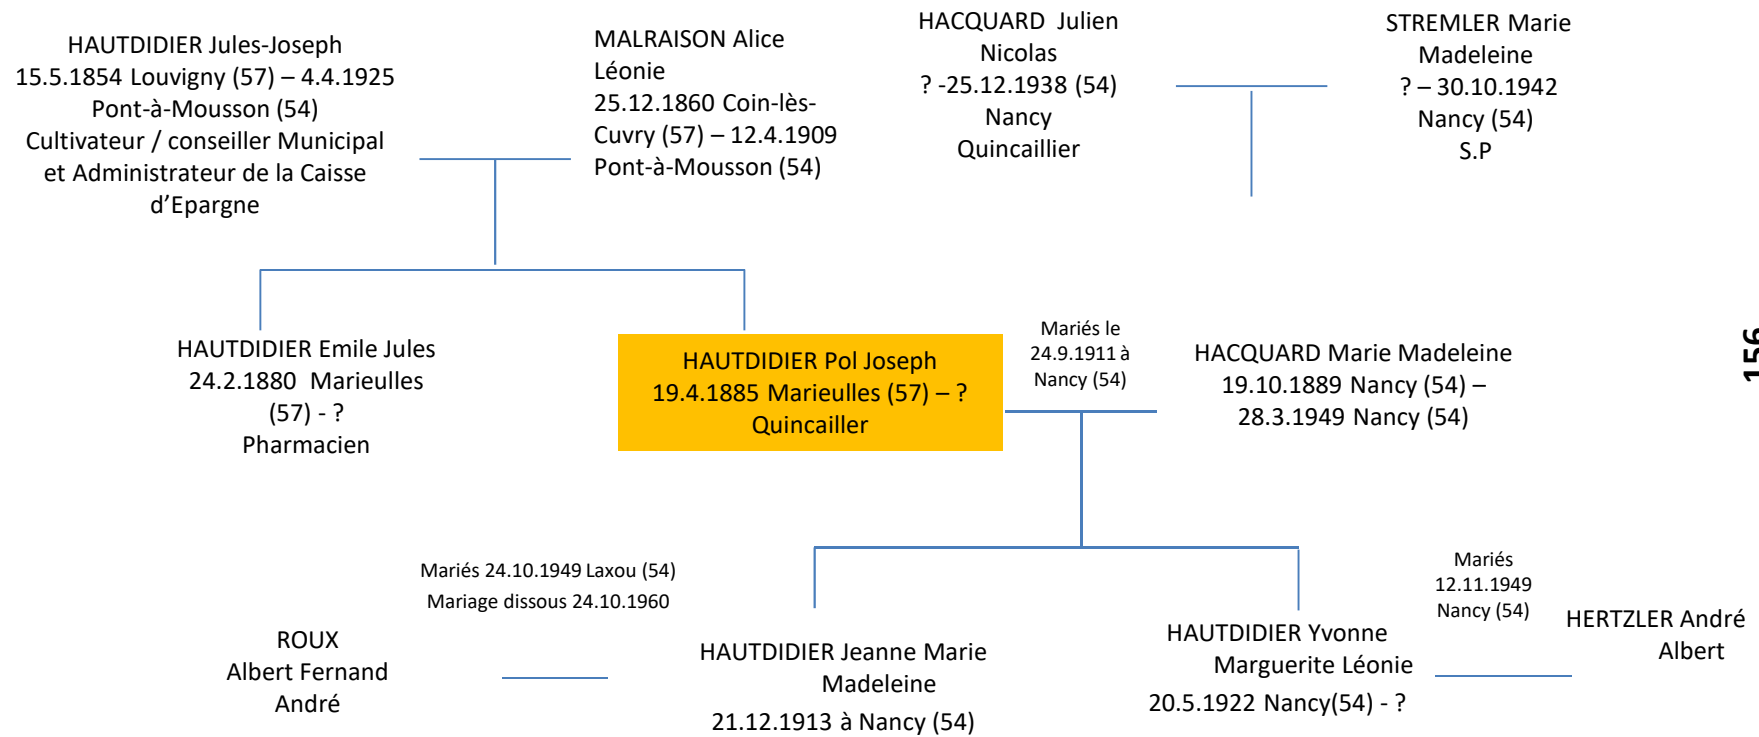 HAUTDIDIER Jules-Joseph
15.5.1854 Louvigny (57) – 4.4.1925
Pont-à-Mousson (54)
Cultivateur / conseiller Municipal
et Administrateur de la Caisse
d’Epargne
MALRAISON Alice
Léonie
25.12.1860 Coin-lès-
Cuvry (57) – 12.4.1909
Pont-à-Mousson (54)
HACQUARD Julien
Nicolas
? -25.12.1938 (54)
Nancy
Quincaillier
STREMLER Marie
Madeleine
? – 30.10.1942
Nancy (54)
S.P
HAUTDIDIER Emile Jules
24.2.1880 Marieulles
(57) - ?
Pharmacien
HAUTDIDIER Pol Joseph
19.4.1885 Marieulles (57) – ?
Quincailler
Mariés le
24.9.1911 à
Nancy (54)
HACQUARD Marie Madeleine
19.10.1889 Nancy (54) –
28.3.1949 Nancy (54)
156
Mariés 24.10.1949 Laxou (54)
Mariage dissous 24.10.1960
ROUX
Albert Fernand
André
HAUTDIDIER Jeanne Marie
Madeleine
21.12.1913 à Nancy (54)
HAUTDIDIER Yvonne
Marguerite Léonie
20.5.1922 Nancy(54) - ?
Mariés
12.11.1949
Nancy (54)
HERTZLER André
Albert